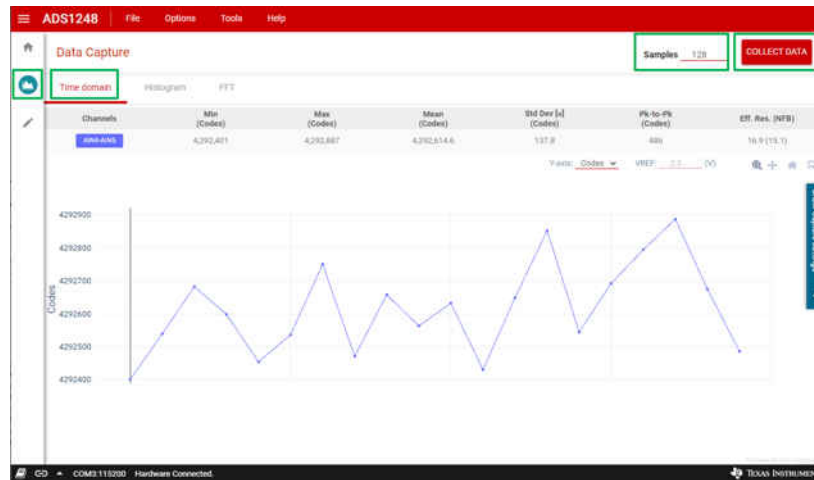 ADS1248 File Options Tools Help
Data Capture Samples 128 COLLECT DATA
Time domain Histogram FFT
Channels Min (Codes) Max (Codes) Mean (Codes) Std Dev [σ] (Codes) Pk-to-Pk (Codes) Eff. Res. (NFB)
4,292,401 4,292,887 4,292,614.6 137.8 486 16.9 (15.1)
Y-axis: Codes VREF: (V)
4292900
4292800
4292700
4292600
4292500
4292400
Codes
COM3:115200 Hardware Connected. TEXAS INSTRUMEN